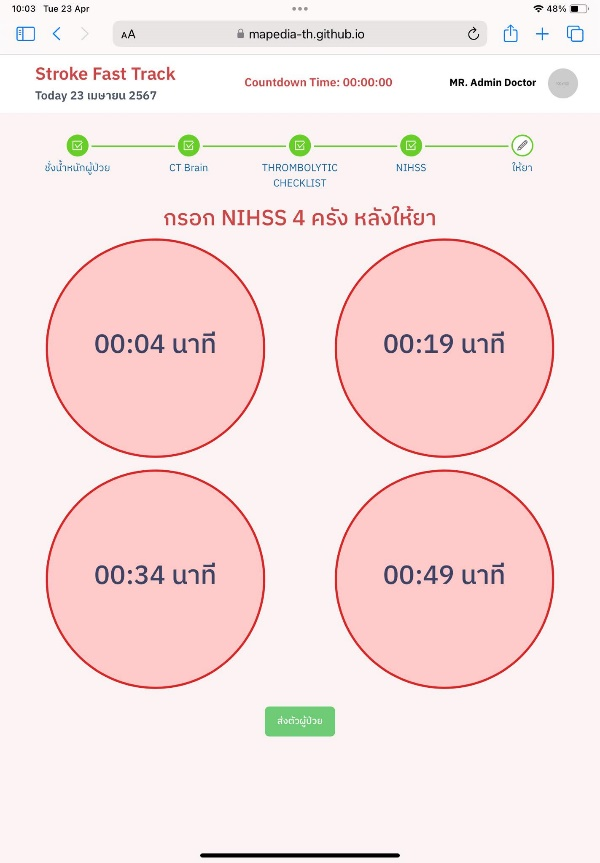 10:03 Tue 23 Apr
48%
AA mapedia-th.github.io
Stroke Fast Track
Today 23 เมษายน 2567
Countdown Time: 00:00:00
MR. Admin Doctor
ชั่งน้ำหนักผู้ป่วย
CT Brain
THROMBOLYTIC
CHECKLIST
NIHSS
ให้ยา
กรอก NIHSS 4 ครั้ง หลังให้ยา
00:04 นาที
00:19 นาที
00:34 นาที
00:49 นาที
ส่งตัวผู้ป่วย